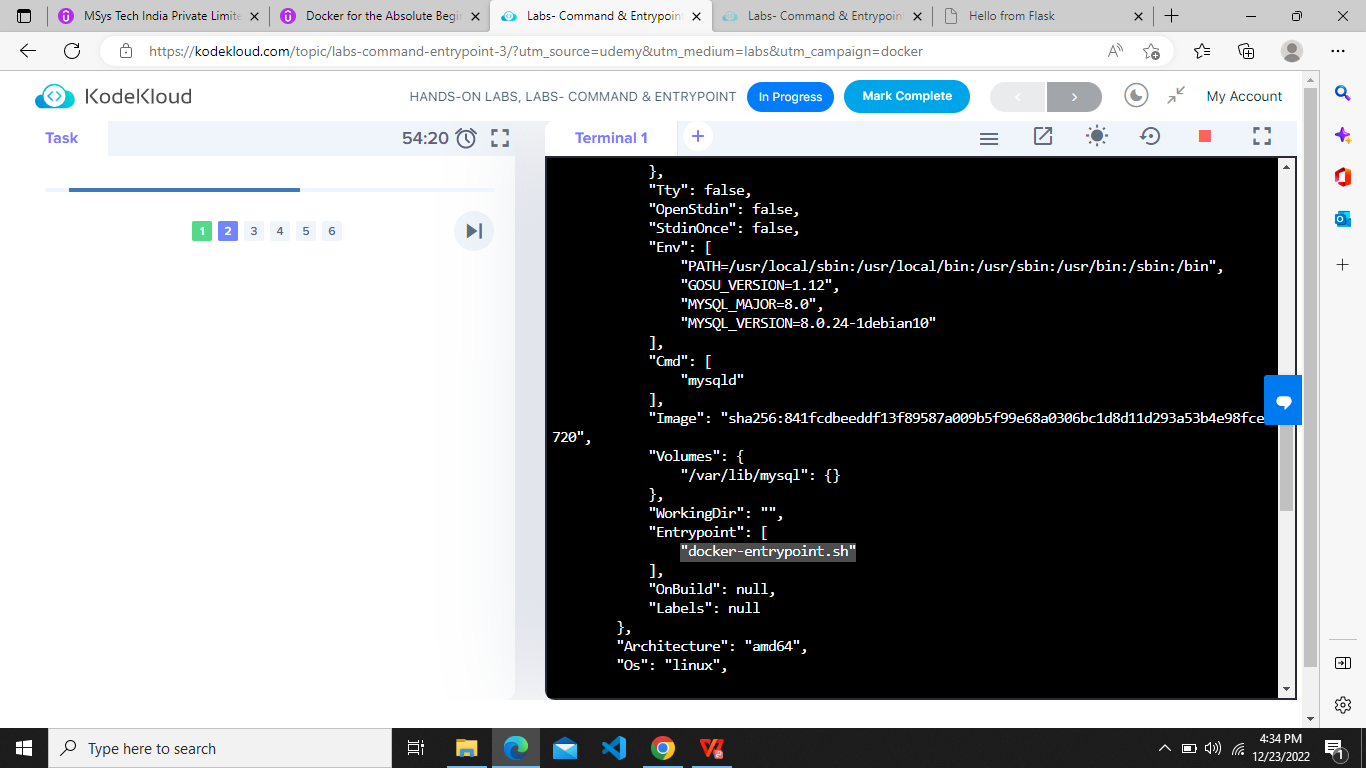 MSys Tech India Private Limite
Docker for the Absolute Begin
Labs- Command & Entrypoint
Labs- Command & Entrypoint
Hello from Flask
https://kodekloud.com/topic/labs-command-entrypoint-3/?utm_source=udemy&utm_medium=labs&utm_campaign=docker
KodeKloud
HANDS-ON LABS, LABS- COMMAND & ENTRYPOINT
In Progress
Mark Complete
My Account
Task
54:20
Terminal 1
1 2 3 4 5 6
},
"Tty": false,
"OpenStdin": false,
"StdinOnce": false,
"Env": [
"PATH=/usr/local/sbin:/usr/local/bin:/usr/sbin:/usr/bin:/sbin:/bin",
"GOSU_VERSION=1.12",
"MYSQL_MAJOR=8.0",
"MYSQL_VERSION=8.0.24-1debian10"
],
"Cmd": [
"mysqld"
],
"Image": "sha256:841fcdbeeddf13f89587a009b5f99e68a0306bc1d8d11d293a53b4e98fce
720",
"Volumes": {
"/var/lib/mysql": {}
},
"WorkingDir": "",
"Entrypoint": [
"docker-entrypoint.sh"
],
"OnBuild": null,
"Labels": null
},
"Architecture": "amd64",
"Os": "linux",
Type here to search
4:34 PM
12/23/2022
1